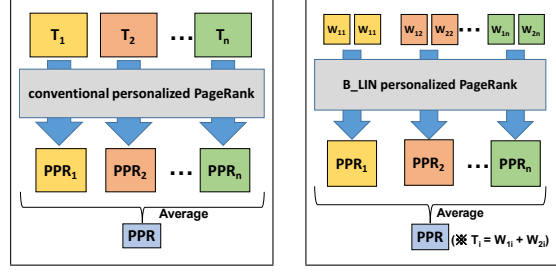 T1 T2 ... Tn
conventional personalized PageRank
PPR1 PPR2 ... PPRn
Average
PPR
W11 W11 W12 W22 ... W1n W2n
B_LIN personalized PageRank
PPR1 PPR2 ... PPRn
Average
PPR (※ Ti = W1i + W2i)